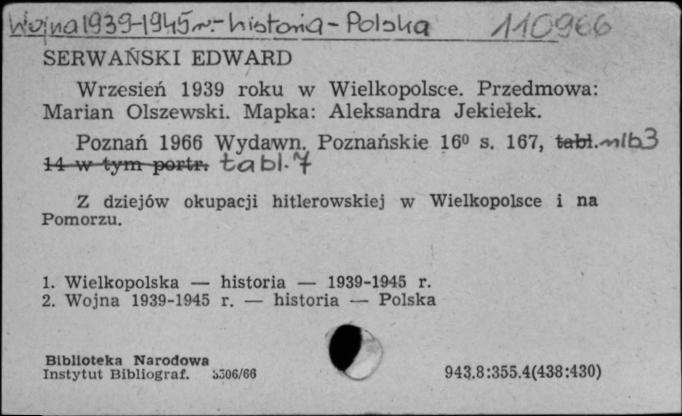 Wojna 1939-1945 r. - historia - Polska 110966
SERWAŃSKI EDWARD
Wrzesień 1939 roku w Wielkopolsce. Przedmowa:
Marian Olszewski. Mapka: Aleksandra Jekiełek.
Poznań 1966 Wydawn. Poznańskie 16⁰ s. 167, tabl. nlb 3
14 w tym portr. tabl. 7
Z dziejów okupacji hitlerowskiej w Wielkopolsce i na
Pomorzu.
1. Wielkopolska — historia — 1939-1945 r.
2. Wojna 1939-1945 r. — historia — Polska
Biblioteka Narodowa
Instytut Bibliograf. 3306/66 943.8:355.4(438:430)